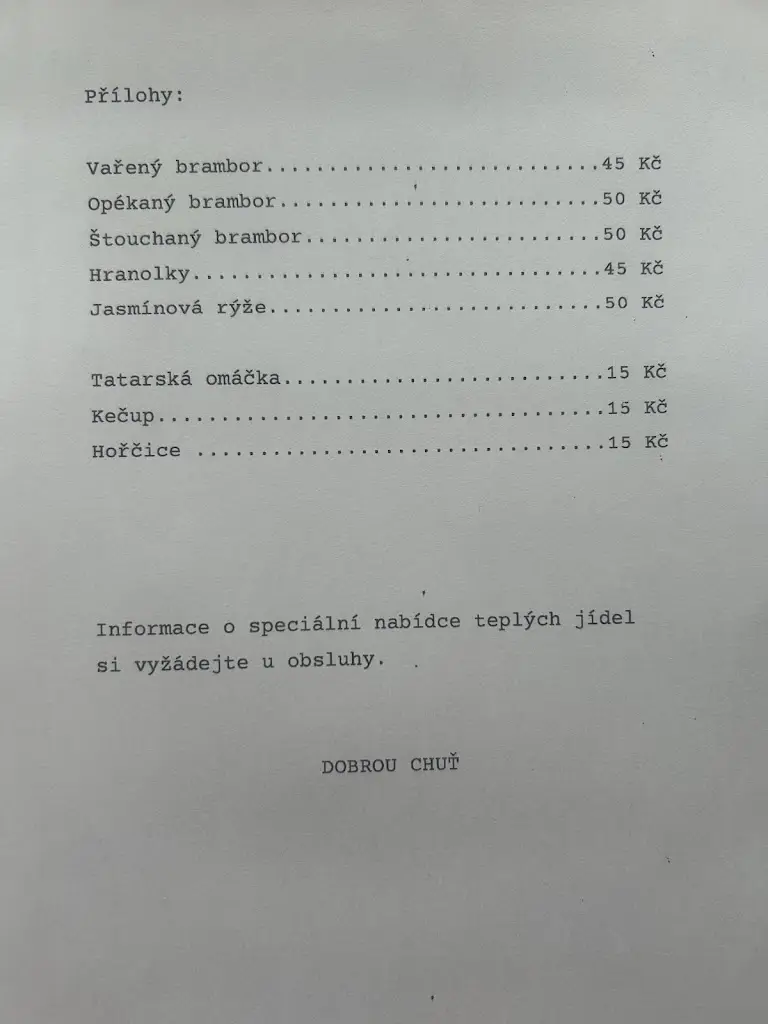 Přílohy:
Vařený brambor..........................45 Kč
Opékaný brambor.........................50 Kč
Štouchaný brambor.......................50 Kč
Hranolky................................45 Kč
Jasmínová rýže..........................50 Kč
Tatarská omáčka.........................15 Kč
Kečup...................................15 Kč
Hořčice ................................15 Kč
Informace o speciální nabídce teplých jídel
si vyžádejte u obsluhy.
DOBROU CHUŤ